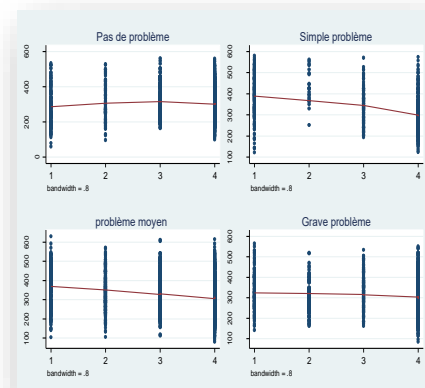 Pas de problème
600
400
200
0
1 2 3 4
bandwidth = .8
Simple problème
600
500
400
300
200
100
1 2 3 4
bandwidth = .8
problème moyen
600
500
400
300
200
100
1 2 3 4
bandwidth = .8
Grave problème
600
500
400
300
200
100
1 2 3 4
bandwidth = .8